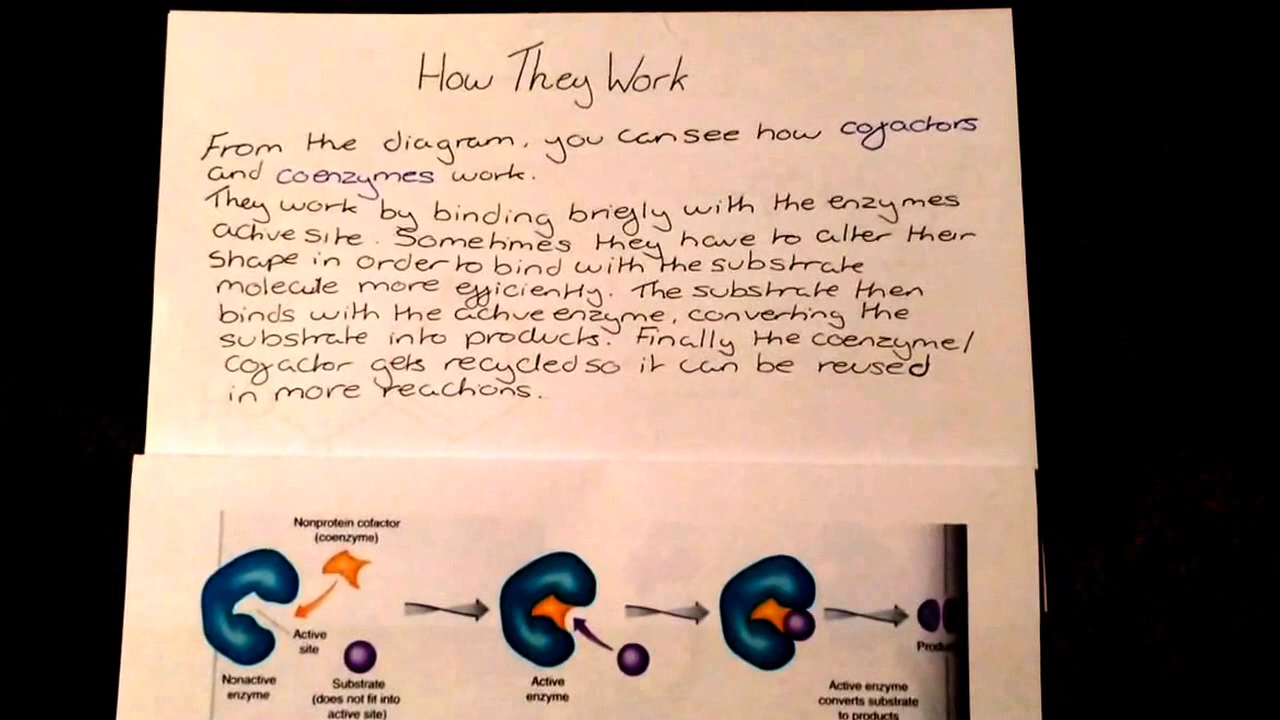 How They Work
From the diagram, you can see how cofactors
and coenzymes work.
They work by binding briefly with the enzymes
active site. Sometimes they have to alter their
shape in order to bind with the substrate
molecule more efficiently. The substrate then
binds with the active enzyme, converting the
substrate into products. Finally the coenzyme/
cofactor gets recycled so it can be reused
in more reactions.
Nonprotein cofactor
(coenzyme)
Active
site
Nonactive
enzyme
Substrate
(does not fit into
active site)
Active
enzyme
Active enzyme
converts substrate
to products